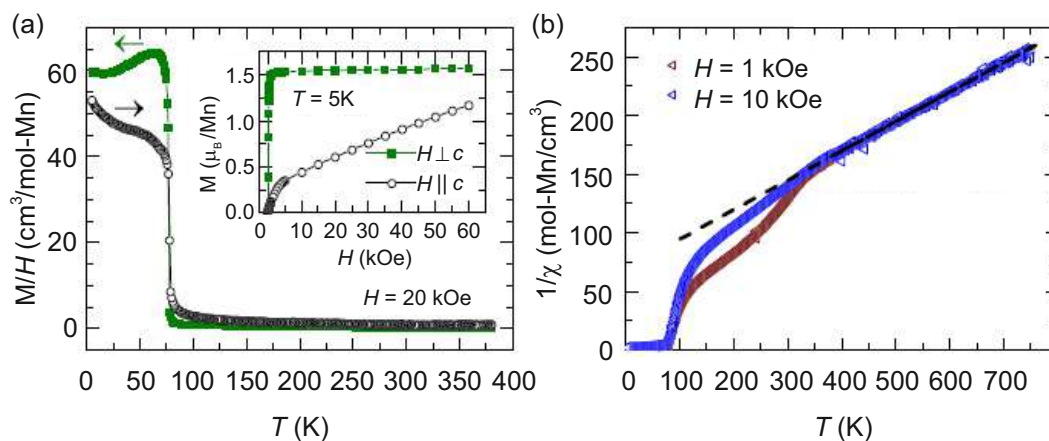 (a)
M/H (cm³/mol-Mn)
60
40
20
0
0
25
50
75
100
150
200
250
300
350
400
T (K)
H = 20 kOe
T = 5K
M (μB/Mn)
1.5
1.0
0.5
0.0
0
10
20
30
40
50
60
H (kOe)
H ⊥ c
H || c
(b)
1/χ (mol-Mn/cm³)
250
200
150
100
50
0
0
100
200
300
400
500
600
700
T (K)
H = 1 kOe
H = 10 kOe